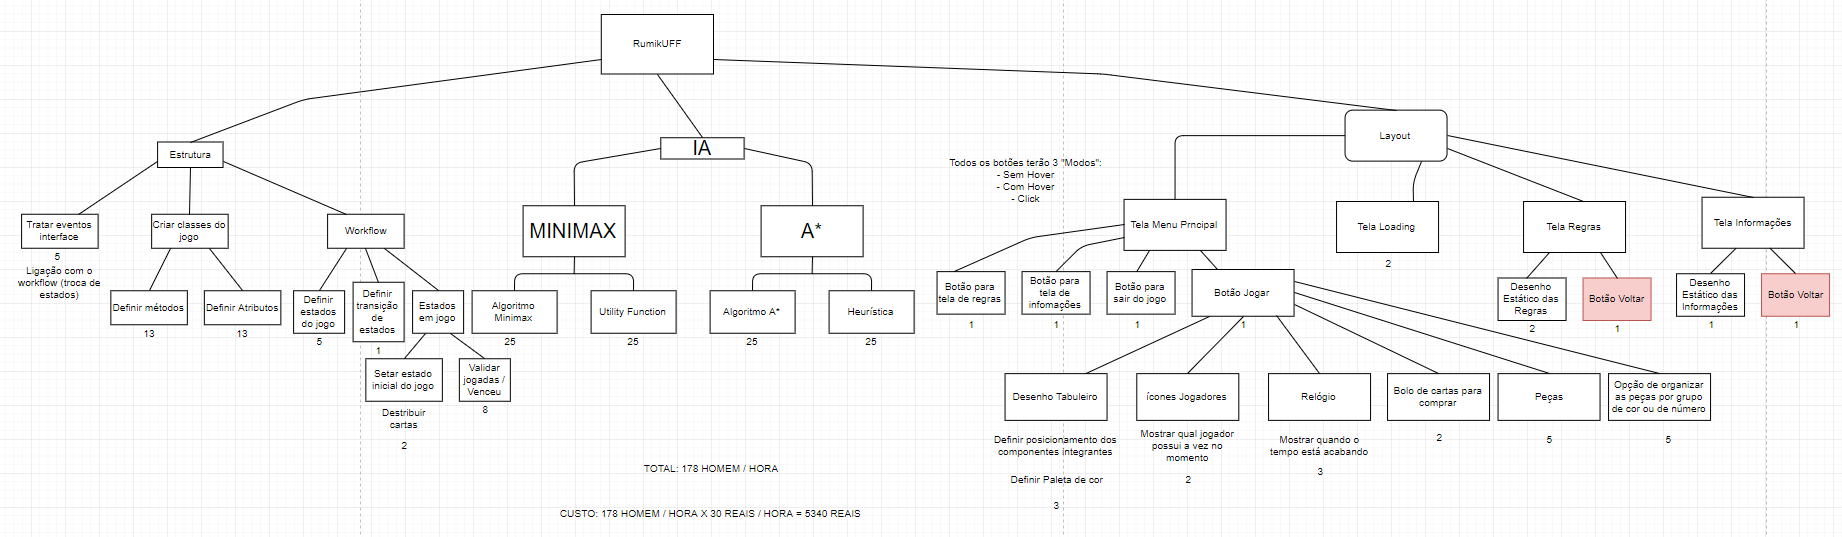 RumikUFF
Estrutura
IA
Layout
Todos os botões terão 3 "Modos":
- Sem Hover
- Com Hover
- Click
Tratar eventos
interface
5
Ligação com o
workflow (troca de
estados)
Criar classes do
jogo
Workflow
MINIMAX
A*
Tela Menu Prncipal
Tela Loading
2
Tela Regras
Tela Informações
Definir métodos
13
Definir Atributos
13
Definir
estados
do jogo
5
Definir
transição
de
estados
1
Estados
em jogo
Algoritmo
Minimax
25
Utility Function
25
Algoritmo A*
25
Heurística
25
Botão para
tela de regras
1
Botão para
tela de
infomações
1
Botão para
sair do jogo
1
Botão Jogar
1
Desenho
Estático das
Regras
2
Botão Voltar
1
Desenho
Estático das
Informações
1
Botão Voltar
1
Setar estado
inicial do jogo
Destribuir
cartas
2
Validar
jogadas /
Venceu
8
Desenho Tabuleiro
Definir posicionamento dos
componentes integrantes
Definir Paleta de cor
3
ícones Jogadores
Mostrar qual jogador
possui a vez no
momento
2
Relógio
Mostrar quando o
tempo está acabando
3
Bolo de cartas para
comprar
2
Peças
5
Opção de organizar
as peças por grupo
de cor ou de número
5
TOTAL: 178 HOMEM / HORA
CUSTO: 178 HOMEM / HORA X 30 REAIS / HORA = 5340 REAIS